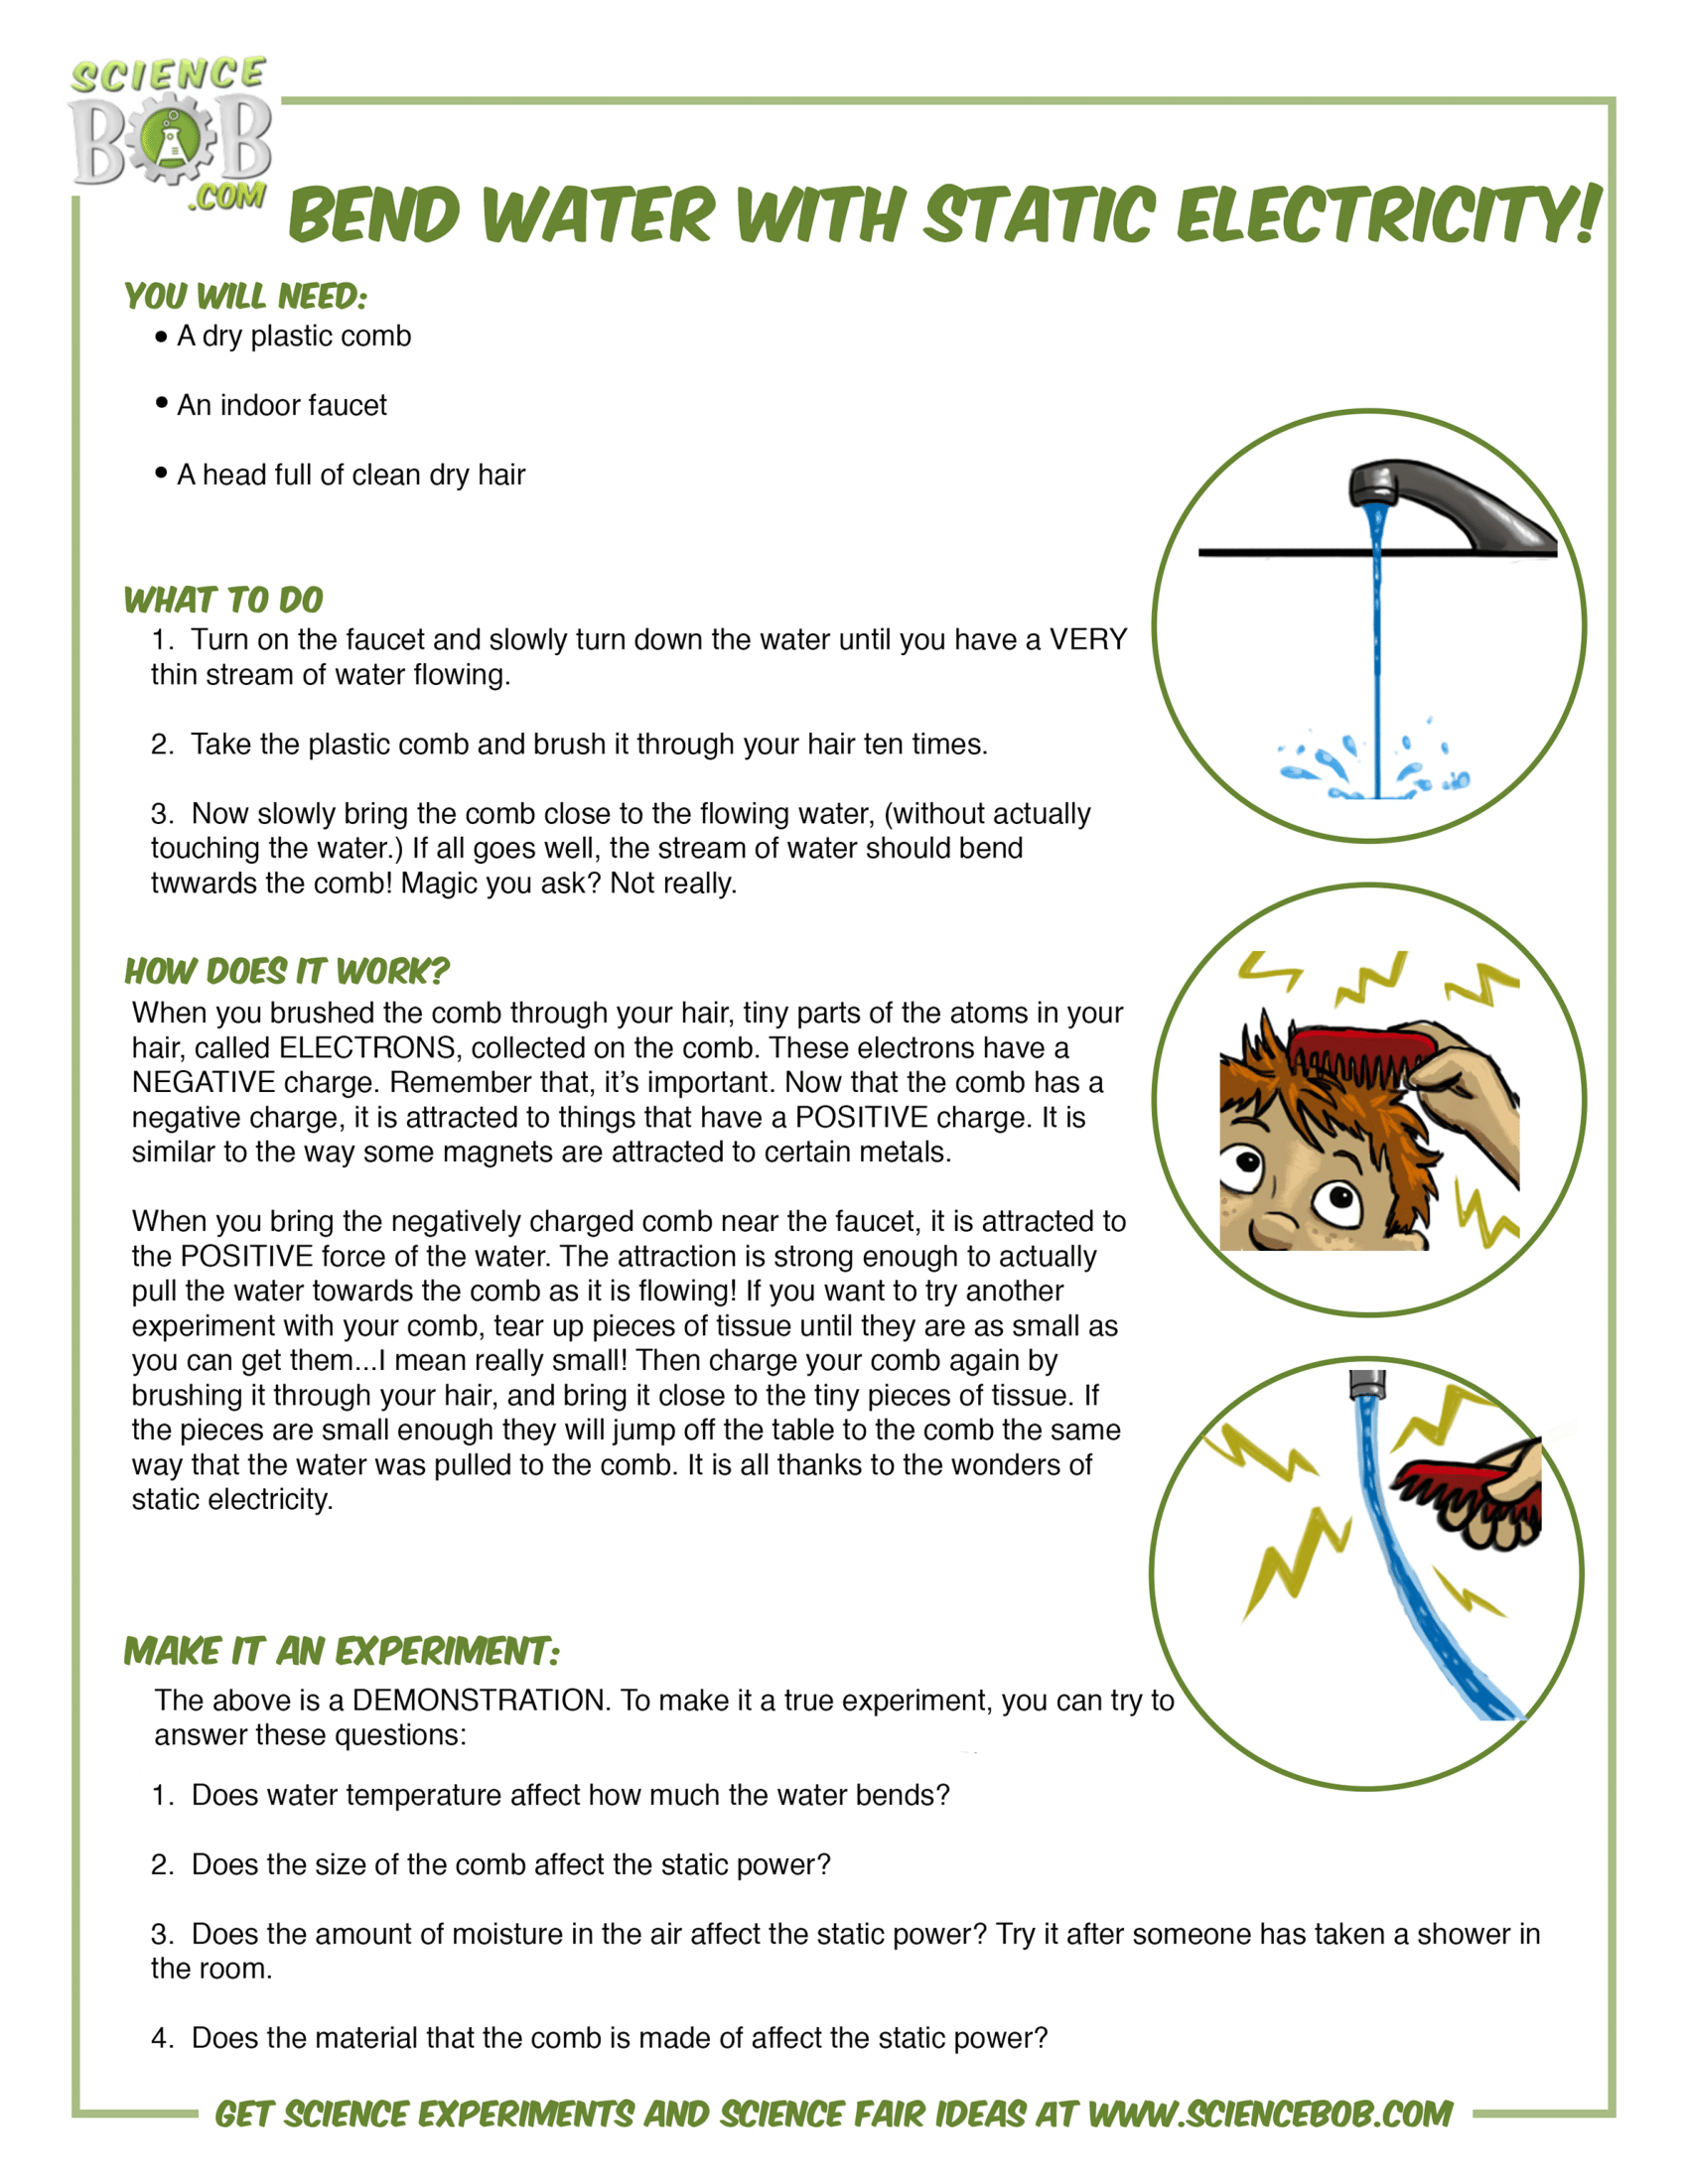 SCIENCE
BOB
.COM
BEND WATER WITH STATIC ELECTRICITY!
YOU WILL NEED:
• A dry plastic comb
• An indoor faucet
• A head full of clean dry hair
WHAT TO DO
1. Turn on the faucet and slowly turn down the water until you have a VERY
thin stream of water flowing.
2. Take the plastic comb and brush it through your hair ten times.
3. Now slowly bring the comb close to the flowing water, (without actually
touching the water.) If all goes well, the stream of water should bend
twwards the comb! Magic you ask? Not really.
HOW DOES IT WORK?
When you brushed the comb through your hair, tiny parts of the atoms in your
hair, called ELECTRONS, collected on the comb. These electrons have a
NEGATIVE charge. Remember that, it's important. Now that the comb has a
negative charge, it is attracted to things that have a POSITIVE charge. It is
similar to the way some magnets are attracted to certain metals.
When you bring the negatively charged comb near the faucet, it is attracted to
the POSITIVE force of the water. The attraction is strong enough to actually
pull the water towards the comb as it is flowing! If you want to try another
experiment with your comb, tear up pieces of tissue until they are as small as
you can get them...I mean really small! Then charge your comb again by
brushing it through your hair, and bring it close to the tiny pieces of tissue. If
the pieces are small enough they will jump off the table to the comb the same
way that the water was pulled to the comb. It is all thanks to the wonders of
static electricity.
MAKE IT AN EXPERIMENT:
The above is a DEMONSTRATION. To make it a true experiment, you can try to
answer these questions:
1. Does water temperature affect how much the water bends?
2. Does the size of the comb affect the static power?
3. Does the amount of moisture in the air affect the static power? Try it after someone has taken a shower in
the room.
4. Does the material that the comb is made of affect the static power?
GET SCIENCE EXPERIMENTS AND SCIENCE FAIR IDEAS AT WWW.SCIENCEBOB.COM